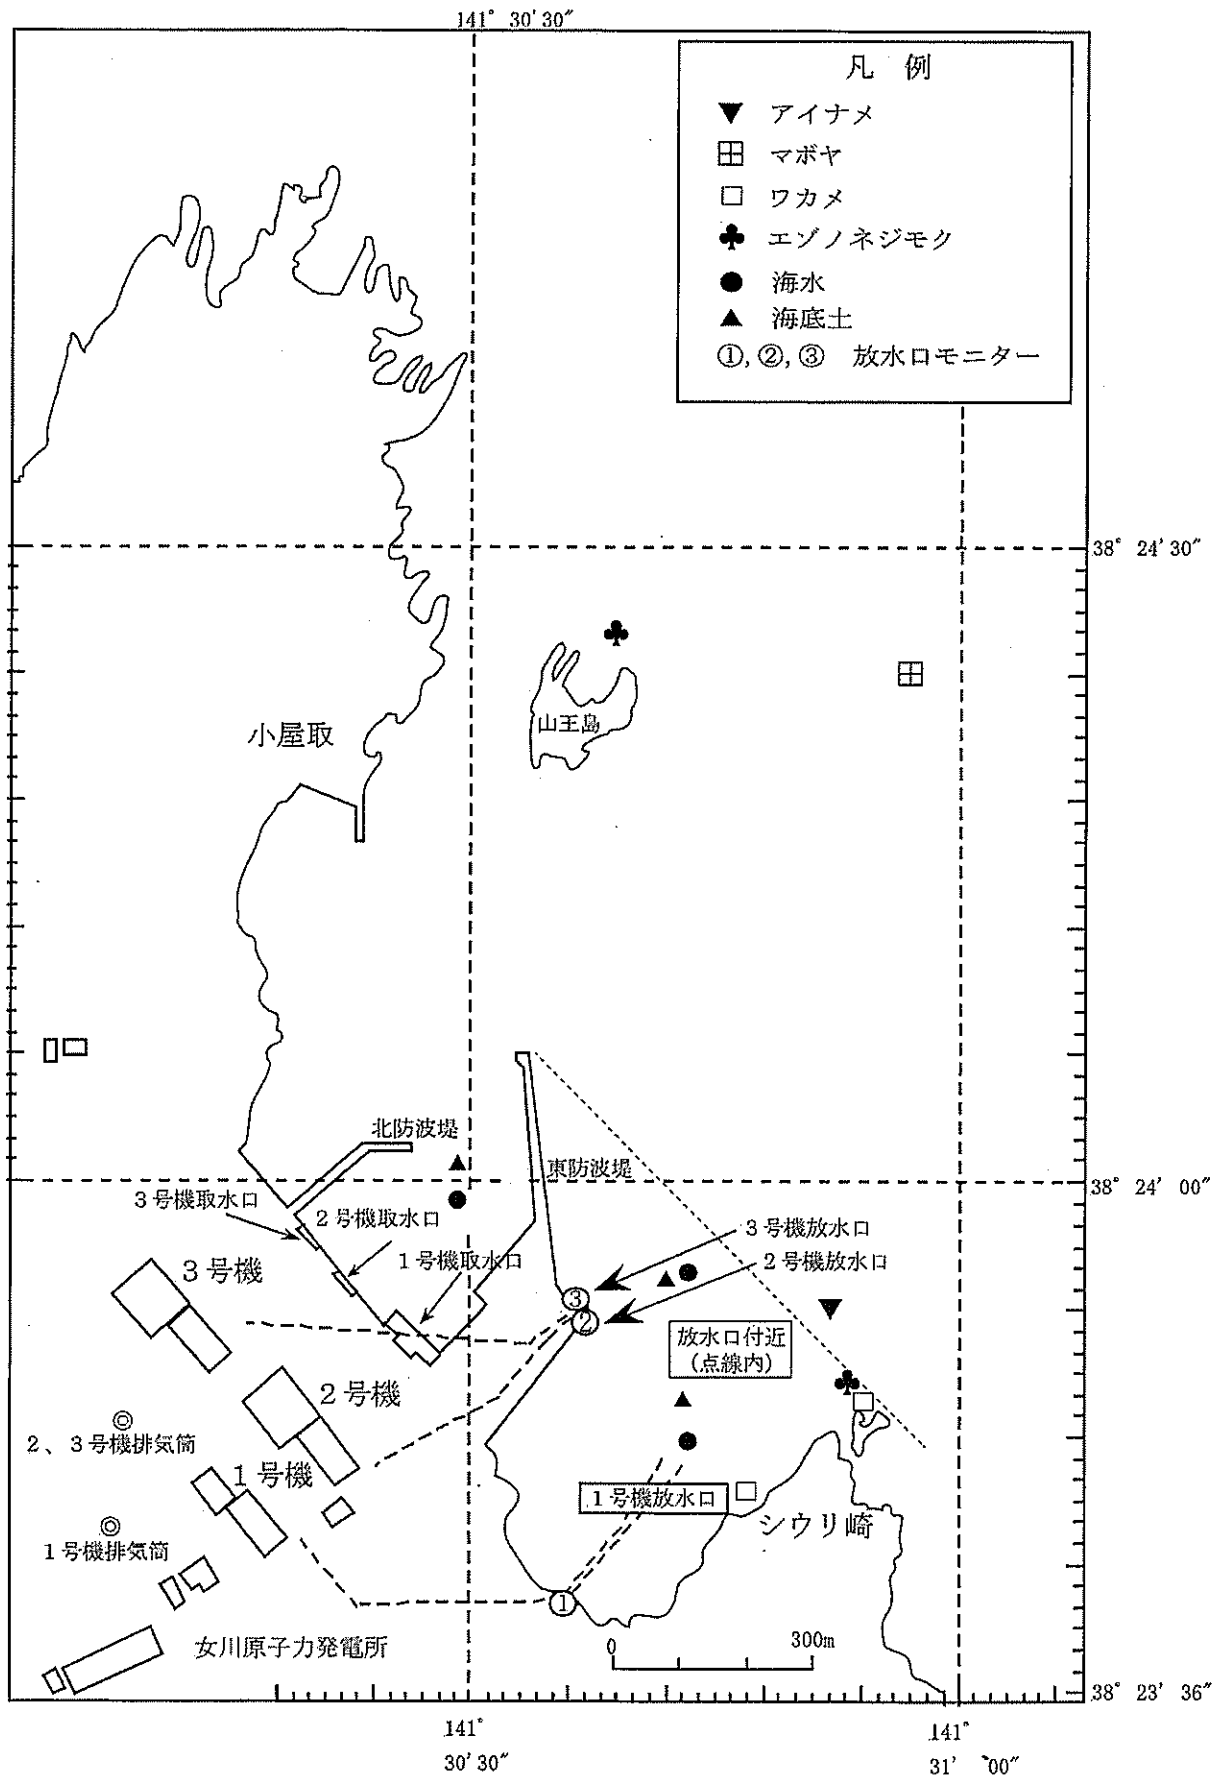 141° 30′30″
凡 例
アイナメ
マボヤ
ワカメ
エゾノネジモク
海水
海底土
①,②,③ 放水口モニター
38° 24′30″
山王島
小屋取
北防波堤
東防波堤
38° 24′00″
3号機取水口
2号機取水口
1号機取水口
3号機放水口
2号機放水口
3号機
③
②
放水口付近
(点線内)
2号機
2、3号機排気筒
1号機
1号機放水口
シウリ崎
1号機排気筒
①
女川原子力発電所
0 300m
38° 23′36″
141°
30′30″
141°
31′00″